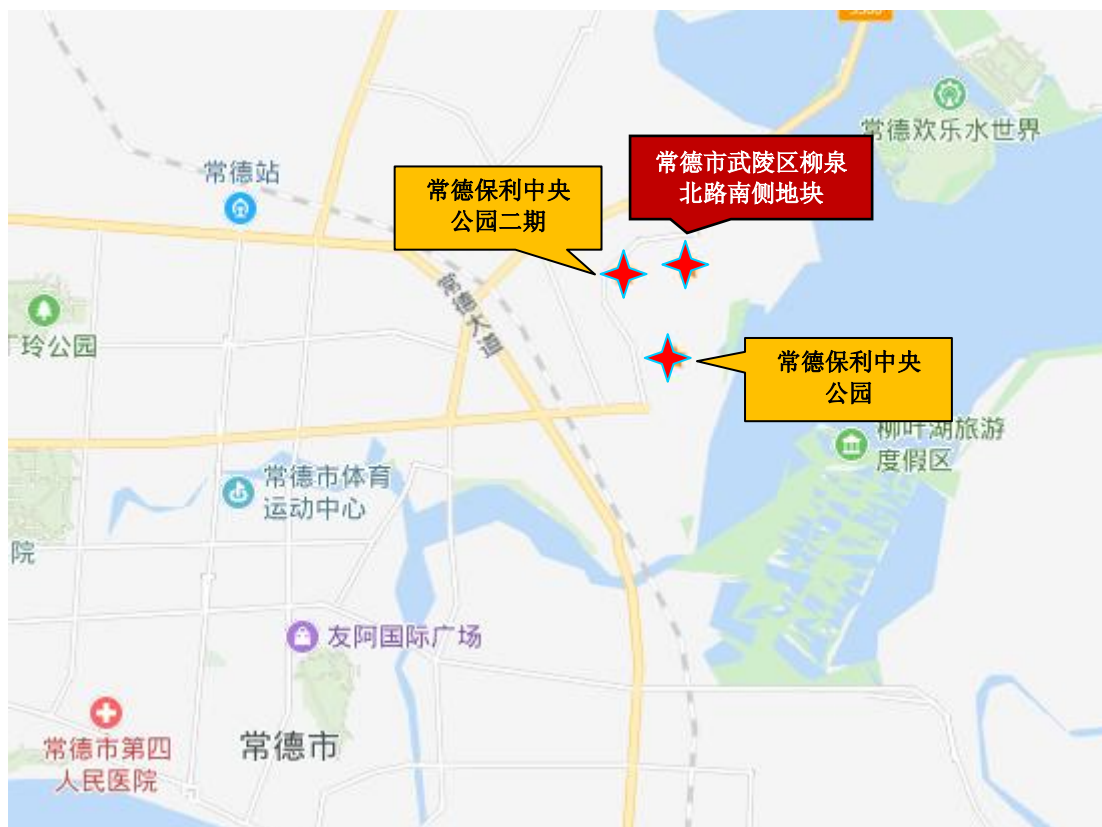 常德欢乐水世界
常德市武陵区柳泉
北路南侧地块
常德站
常德保利中央
公园二期
常德大道
玲公园
常德保利中央
公园
柳叶湖旅游
度假区
常德市体育
运动中心
院
友阿国际广场
常德市第四
人民医院
常德市